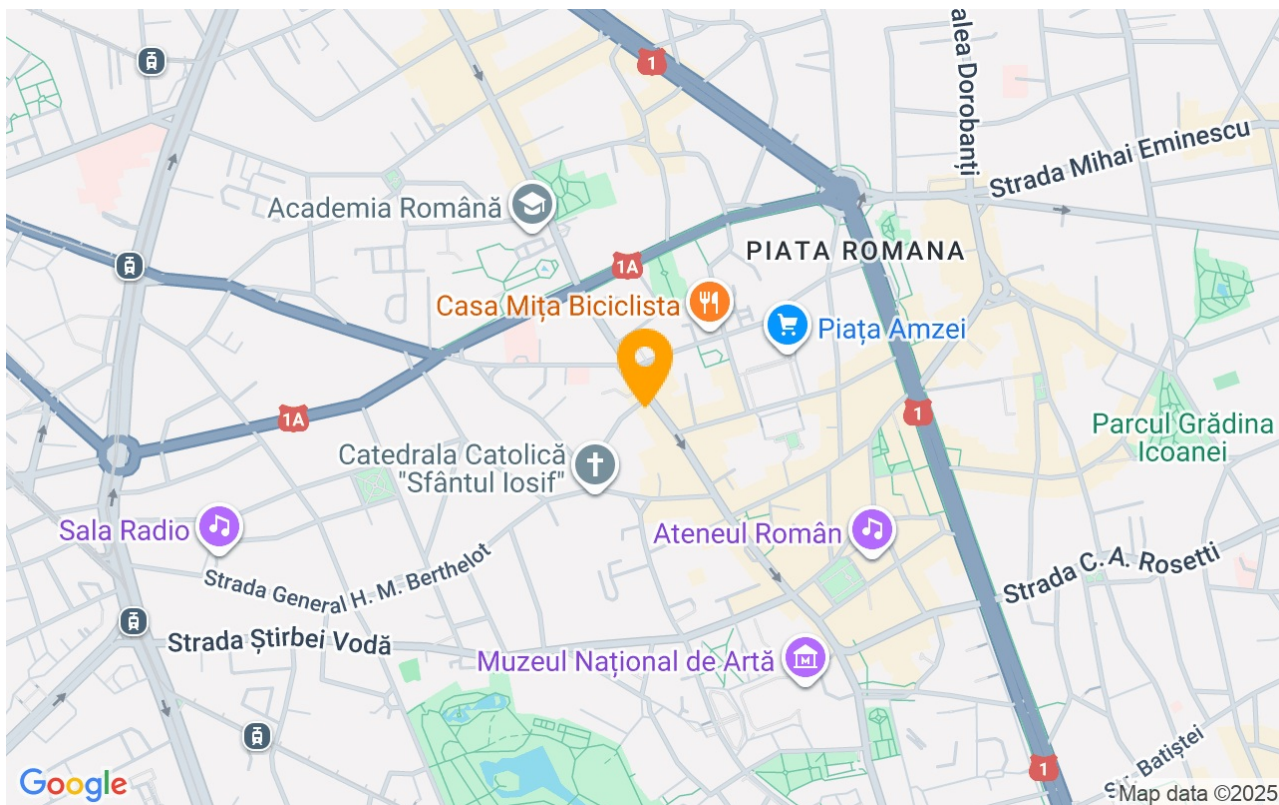 1
alea Dorobanți
Strada Mihai Eminescu
Academia Română
PIATA ROMANA
1A
Casa Mița Biciclista
Piața Amzei
1A
1
Parcul Grădina
Icoanei
Catedrala Catolică
"Sfântul Iosif"
Sala Radio
Ateneul Român
Strada General H. M. Berthelot
Strada C. A. Rosetti
Strada Știrbei Vodă
Muzeul Național de Artă
M
1
Batiștei
Google
Map data ©2025